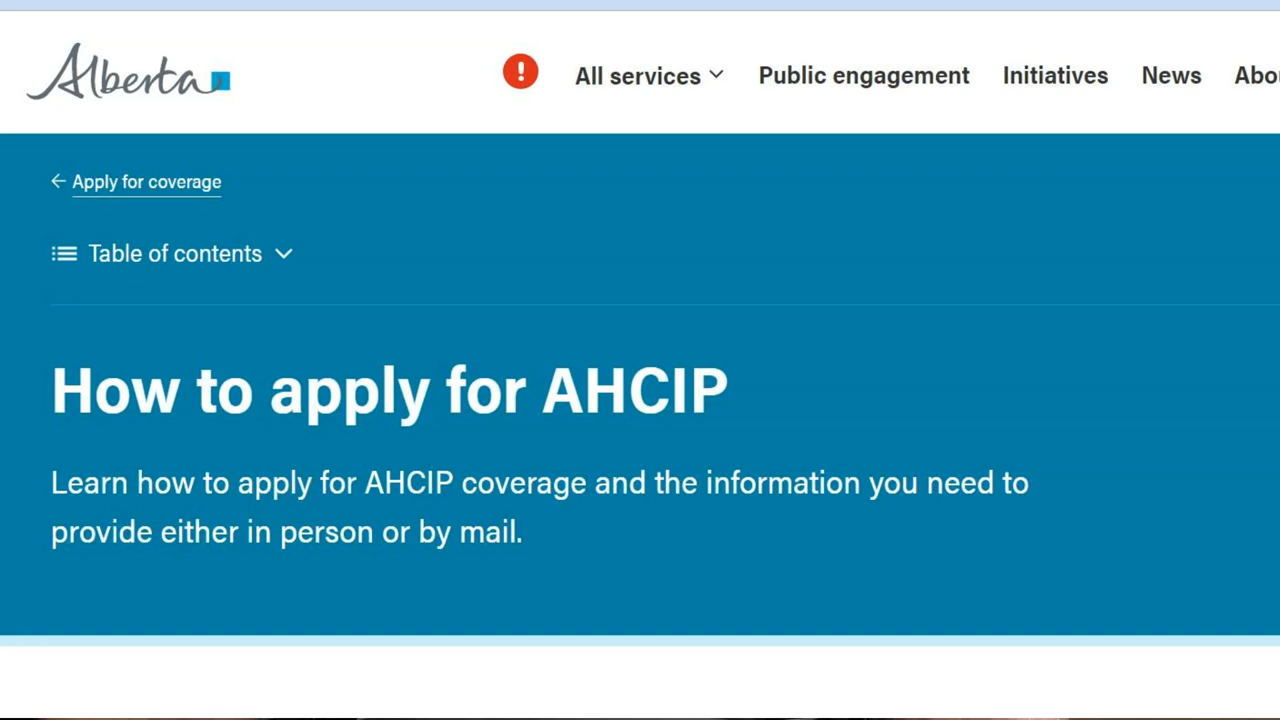 Alberta
! All services Public engagement Initiatives News Abo
Apply for coverage
Table of contents
How to apply for AHCIP
Learn how to apply for AHCIP coverage and the information you need to
provide either in person or by mail.